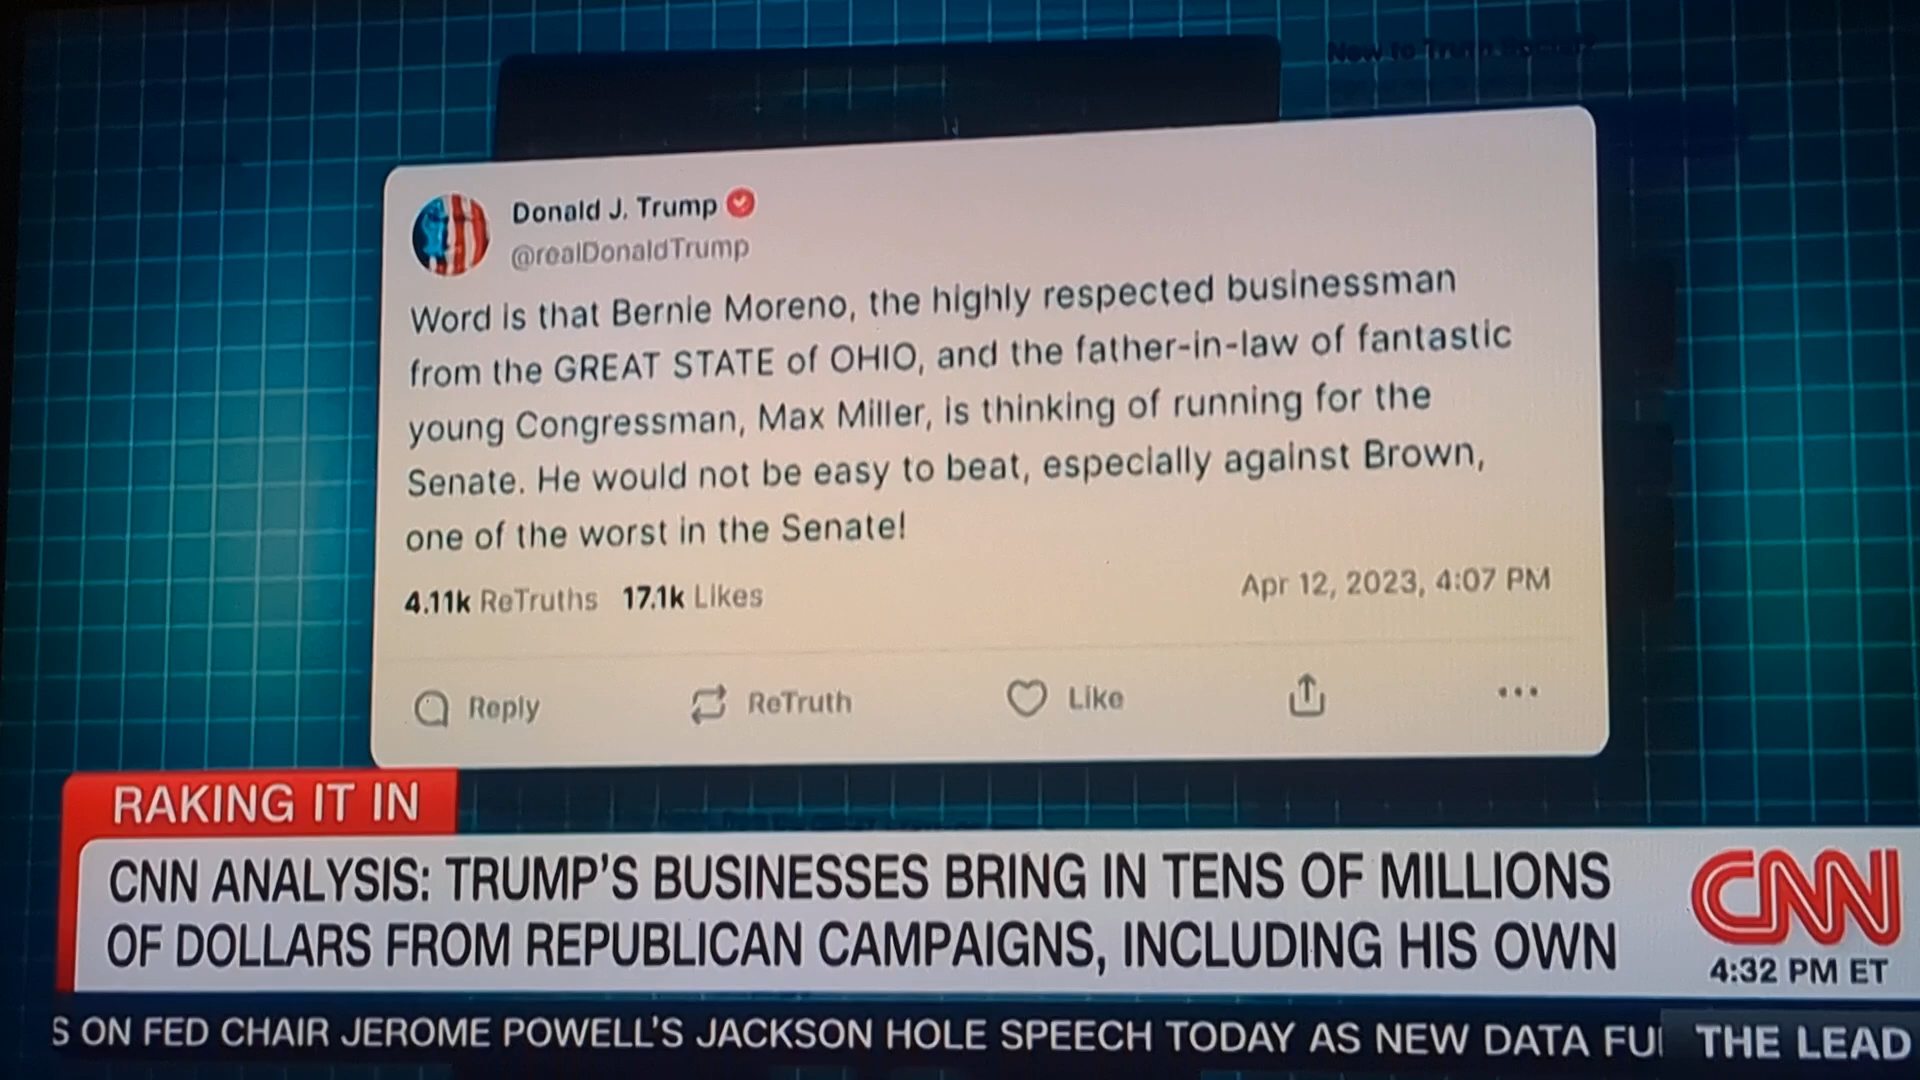 New to Truth Social?
Donald J. Trump
@realDonaldTrump
Word is that Bernie Moreno, the highly respected businessman
from the GREAT STATE of OHIO, and the father-in-law of fantastic
young Congressman, Max Miller, is thinking of running for the
Senate. He would not be easy to beat, especially against Brown,
one of the worst in the Senate!
4.11k ReTruths 17.1k Likes
Apr 12, 2023, 4:07 PM
Reply ReTruth Like
RAKING IT IN
CNN ANALYSIS: TRUMP'S BUSINESSES BRING IN TENS OF MILLIONS
OF DOLLARS FROM REPUBLICAN CAMPAIGNS, INCLUDING HIS OWN
CNN
4:32 PM ET
S ON FED CHAIR JEROME POWELL'S JACKSON HOLE SPEECH TODAY AS NEW DATA FU
THE LEAD